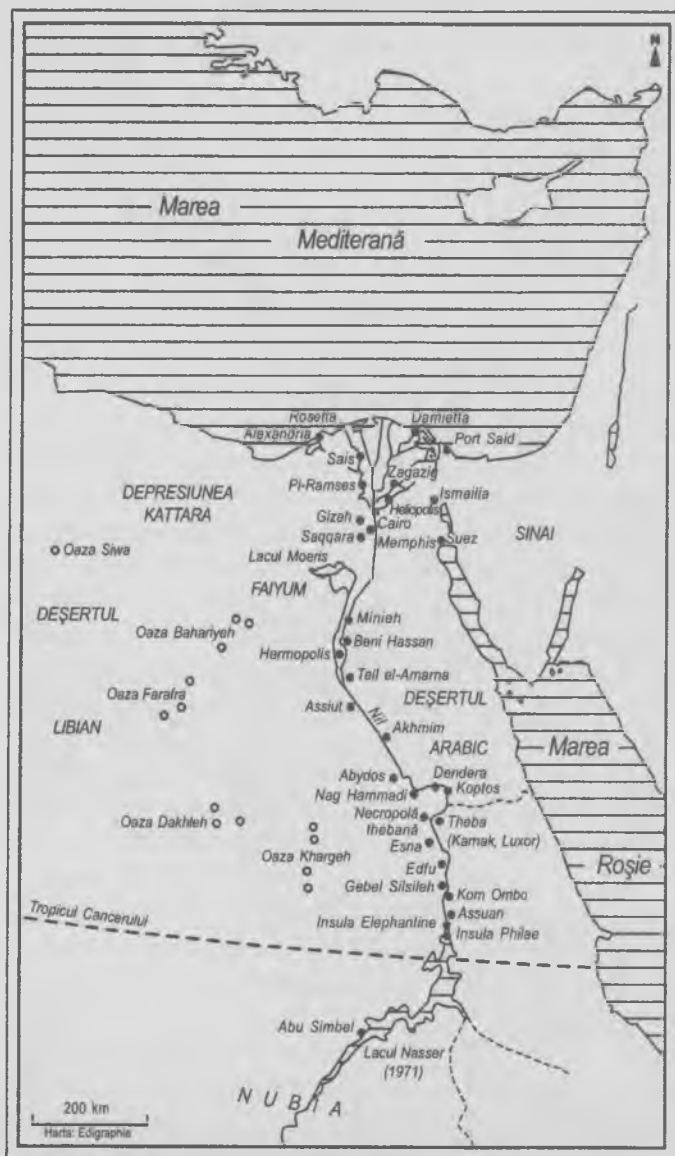 N
Marea
Mediterană
Rosetta
Damietta
Alexandria
Port Said
Sais
Zagazig
Pi-Ramses
Ismailia
DEPRESIUNEA
KATTARA
Heliopolis
Gizah
Cairo
SINAI
Saqqara
Memphis
Suez
Oaza Siwa
Lacul Moeris
FAIYUM
DEŞERTUL
Minieh
Oaza Bahariyeh
Beni Hassan
Hermopolis
Tell el-Amarna
Oaza Farafra
DEŞERTUL
Assiut
Nil
LIBIAN
Akhmim
ARABIC
Marea
Abydos
Dendera
Nag Hammadi
Koptos
Oaza Dakhleh
Necropolă
thebană
Theba
(Karnak, Luxor)
Esna
Oaza Khargeh
Edfu
Roşie
Gebel Silsileh
Kom Ombo
Tropicul Cancerului
Assuan
Insula Elephantine
Insula Philae
Abu Simbel
Lacul Nasser
(1971)
NUBIA
200 km
Harta: Edigraphie